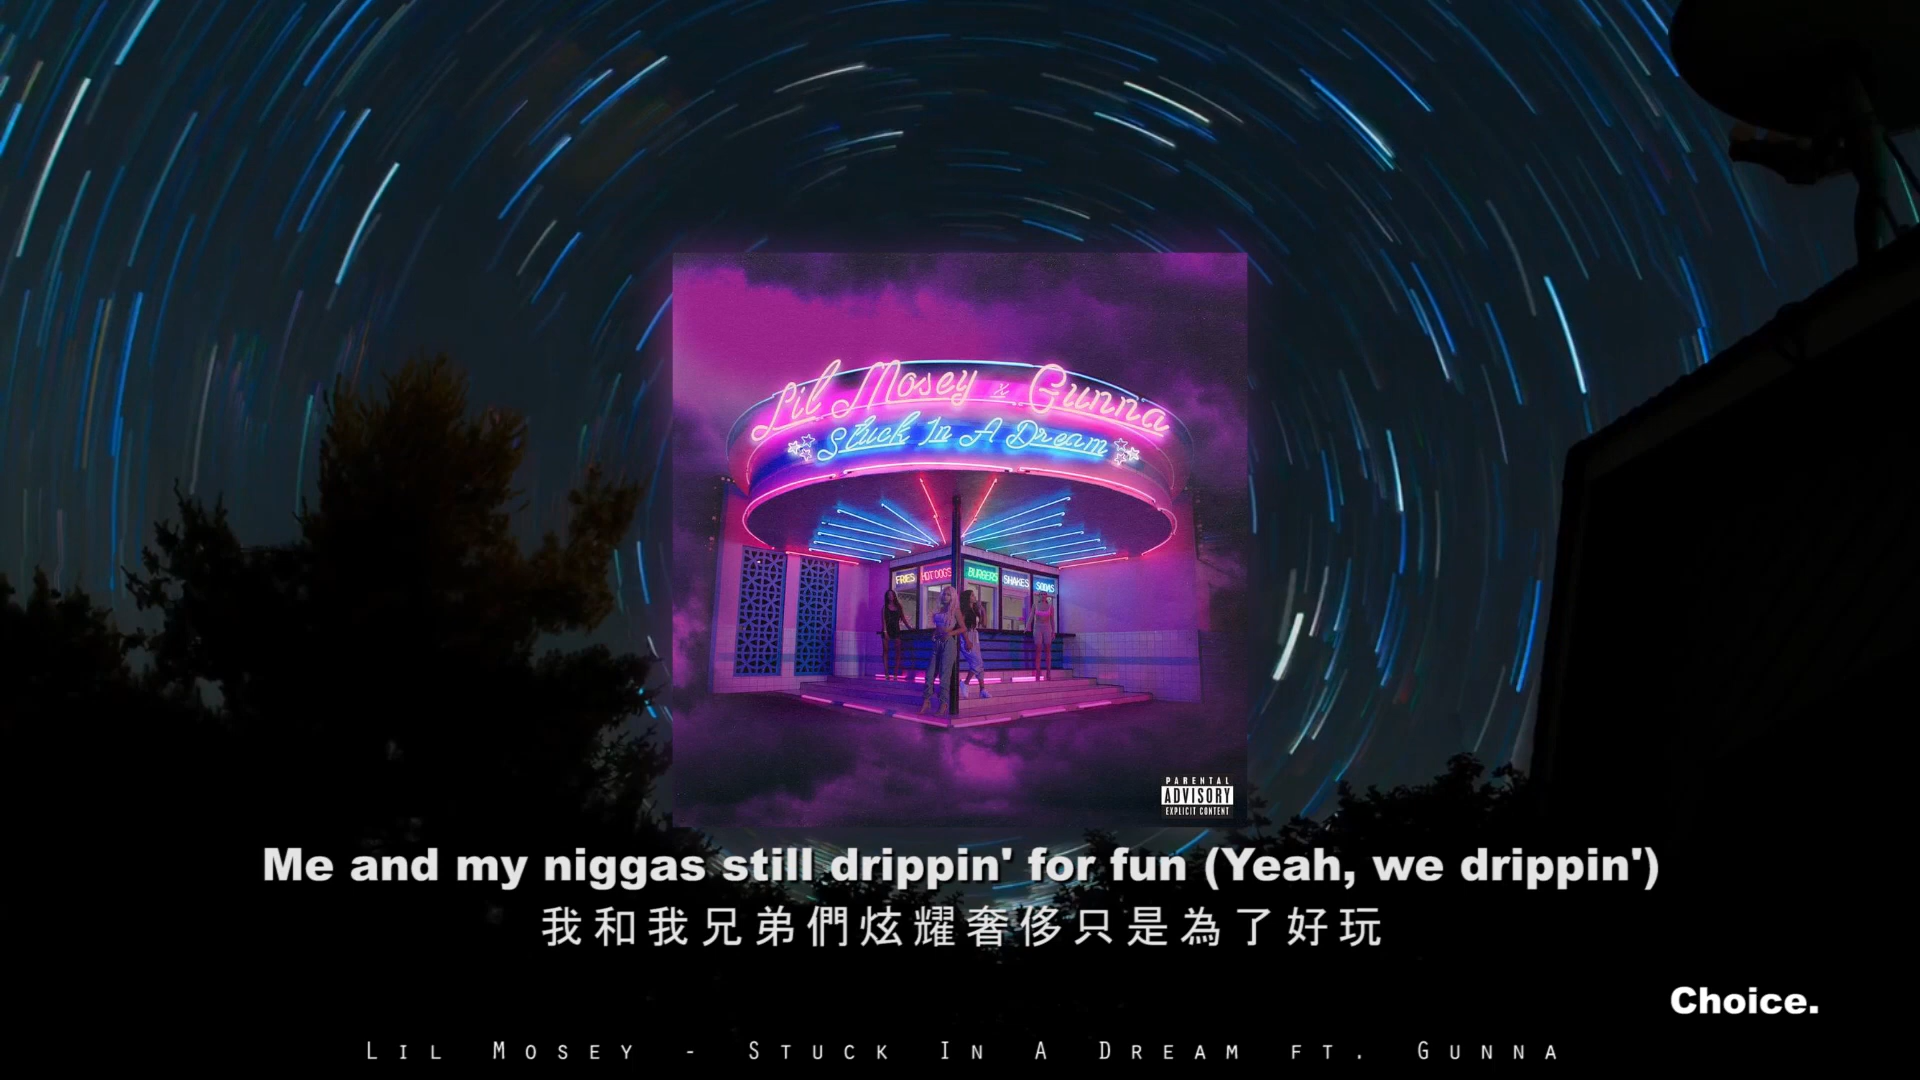 Lil Mosey x Gunna
Stuck In A Dream
FRIES HOT DOGS BURGERS SHAKES SODAS
PARENTAL
ADVISORY
EXPLICIT CONTENT
Me and my niggas still drippin' for fun (Yeah, we drippin')
我和我兄弟們炫耀奢侈只是為了好玩
Choice.
Lil Mosey - Stuck In A Dream ft. Gunna